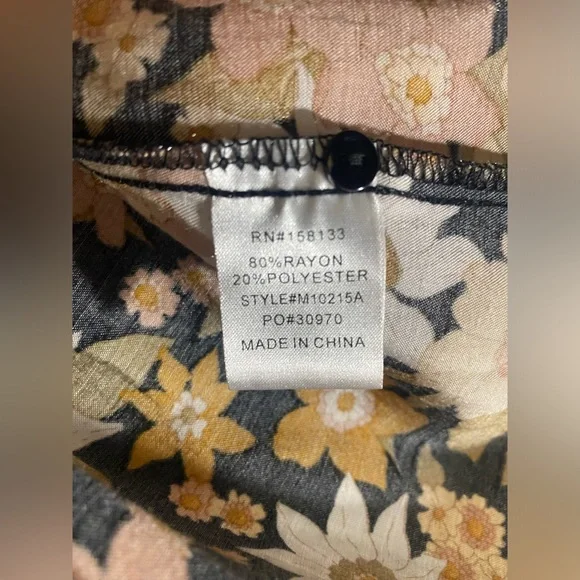 RN#158133
80%RAYON
20%POLYESTER
STYLE#M10215A
PO#30970
MADE IN CHINA